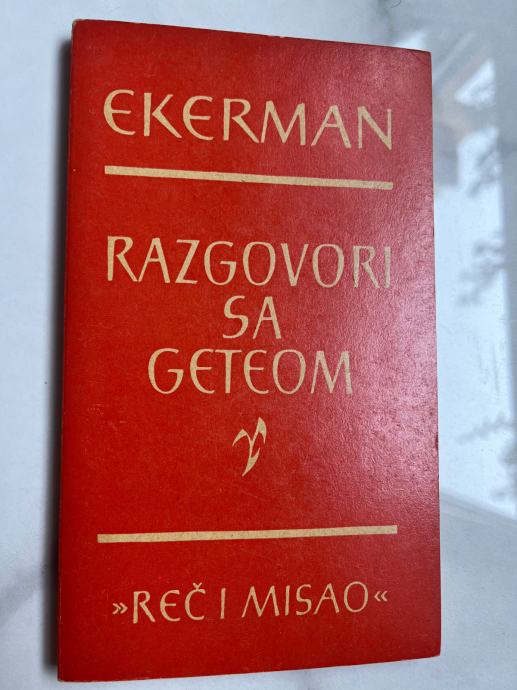 EKERMAN
RAZGOVORI
SA
GETEOM
»REČ I MISAO«